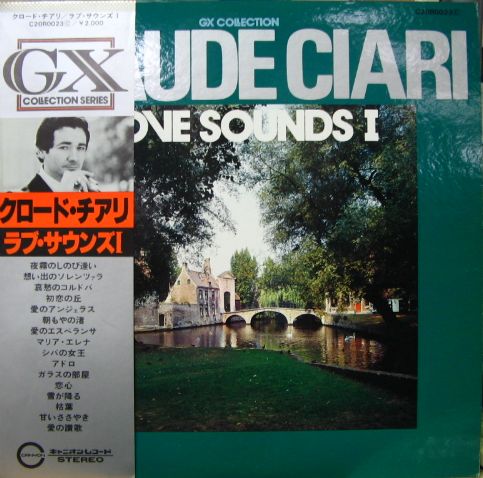 クロード・チアリ/ラブ・サウンズ I
C20R0023 ¥2,000
GX
COLLECTION SERIES
クロード・チアリ
ラブ・サウンズI
夜霧のしのび逢い
想い出のソレンツァラ
哀愁のコルドバ
初恋の丘
愛のアンジェラス
朝もやの渚
愛のエスペランサ
マリア・エレナ
シバの女王
アドロ
ガラスの部屋
恋心
雪が降る
枯葉
甘いささやき
愛の讃歌
CANYON
キャニオンレコード
STEREO
GX COLLECTION
C20R0023
UDE CIARI
OVE SOUNDS I